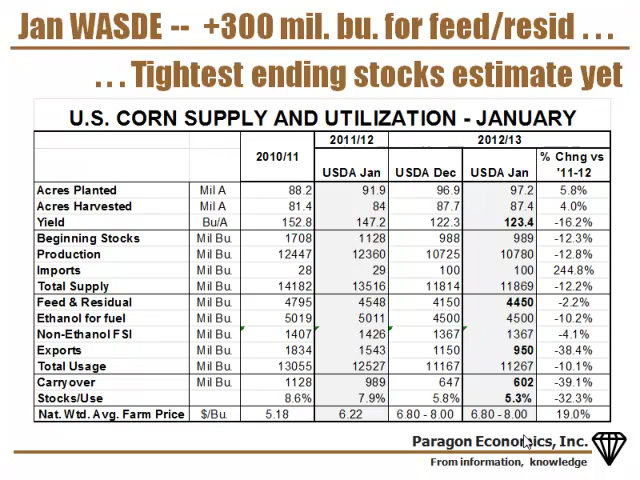 Jan WASDE -- +300 mil. bu. for feed/resid . . .
. . . Tightest ending stocks estimate yet
U.S. CORN SUPPLY AND UTILIZATION - JANUARY
2010/11 2011/12 2012/13
USDA Jan USDA Dec USDA Jan % Chng vs '11-12
Acres Planted Mil A 88.2 91.9 96.9 97.2 5.8%
Acres Harvested Mil A 81.4 84 87.7 87.4 4.0%
Yield Bu/A 152.8 147.2 122.3 123.4 -16.2%
Beginning Stocks Mil Bu. 1708 1128 988 989 -12.3%
Production Mil Bu. 12447 12360 10725 10780 -12.8%
Imports Mil Bu. 28 29 100 100 244.8%
Total Supply Mil Bu. 14182 13516 11814 11869 -12.2%
Feed & Residual Mil Bu. 4795 4548 4150 4450 -2.2%
Ethanol for fuel Mil Bu. 5019 5011 4500 4500 -10.2%
Non-Ethanol FSI Mil Bu. 1407 1426 1367 1367 -4.1%
Exports Mil Bu. 1834 1543 1150 950 -38.4%
Total Usage Mil Bu. 13055 12527 11167 11267 -10.1%
Carryover Mil Bu. 1128 989 647 602 -39.1%
Stocks/Use 8.6% 7.9% 5.8% 5.3% -32.3%
Nat. Wtd. Avg. Farm Price $/Bu. 5.18 6.22 6.80 - 8.00 6.80 - 8.00 19.0%
Paragon Economics, Inc.
From information, knowledge